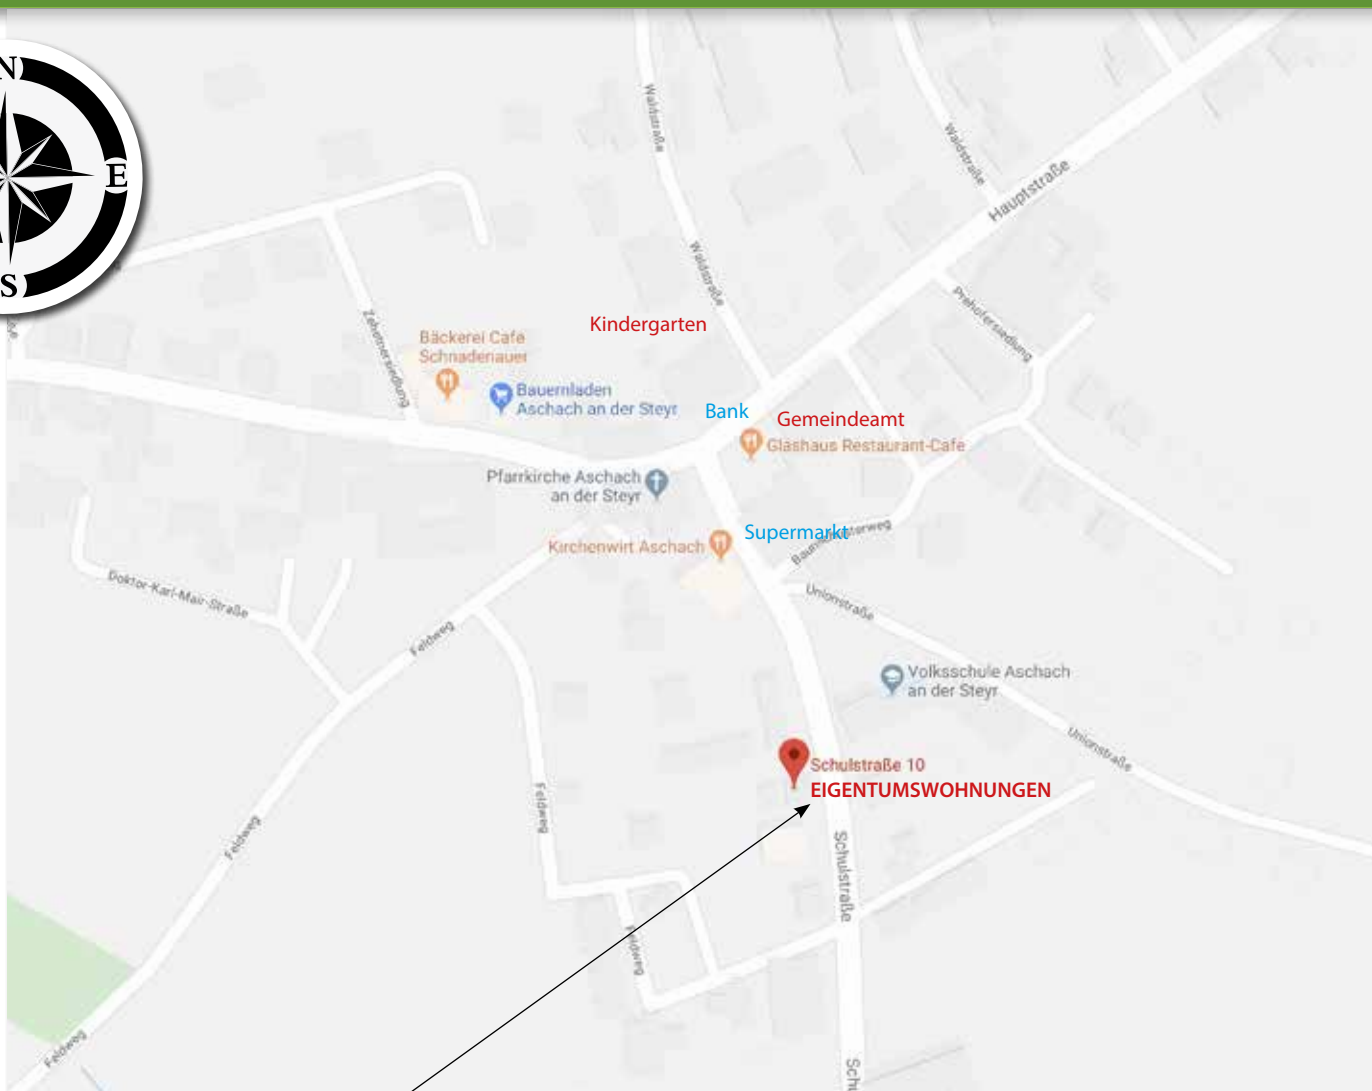 N
E
S
Waldstraße
Waldstraße
Hauptstraße
Waldstraße
Prehofersiedlung
Zehetnersiedlung
Kindergarten
Bäckerei Cafe
Schnadenauer
Bauernladen
Aschach an der Steyr
Bank
Gemeindeamt
Glashaus Restaurant-Cafe
Pfarrkirche Aschach
an der Steyr
Supermarkt
Kirchenwirt Aschach
Doktor-Karl-Mair-Straße
Unionstraße
Feldweg
Volksschule Aschach
an der Steyr
Unionstraße
Schulstraße 10
EIGENTUMSWOHNUNGEN
Feldweg
Feldweg
Schulstraße
Feldweg
Feldweg